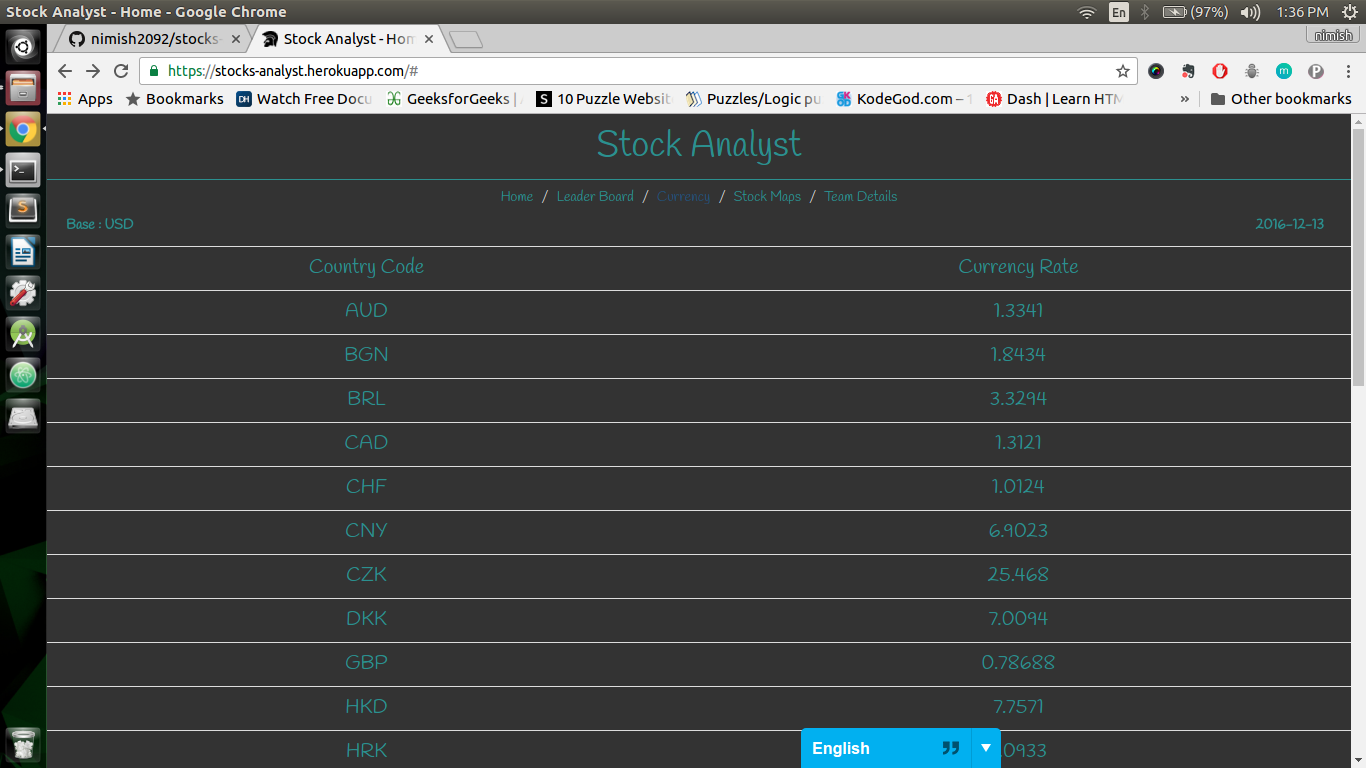 Stock Analyst - Home - Google Chrome En (97%) 1:36 PM
nimish2092/stocks- Stock Analyst - Hom nimish
https://stocks-analyst.herokuapp.com/#
Apps Bookmarks DH Watch Free Docu GeeksforGeeks | A S 10 Puzzle Websit Puzzles/Logic pu KodeGod.com – 1 GA Dash | Learn HTM » Other bookmarks
Stock Analyst
Home / Leader Board / Currency / Stock Maps / Team Details
Base : USD 2016-12-13
Country Code Currency Rate
AUD 1.3341
BGN 1.8434
BRL 3.3294
CAD 1.3121
CHF 1.0124
CNY 6.9023
CZK 25.468
DKK 7.0094
GBP 0.78688
HKD 7.7571
HRK .0933
English